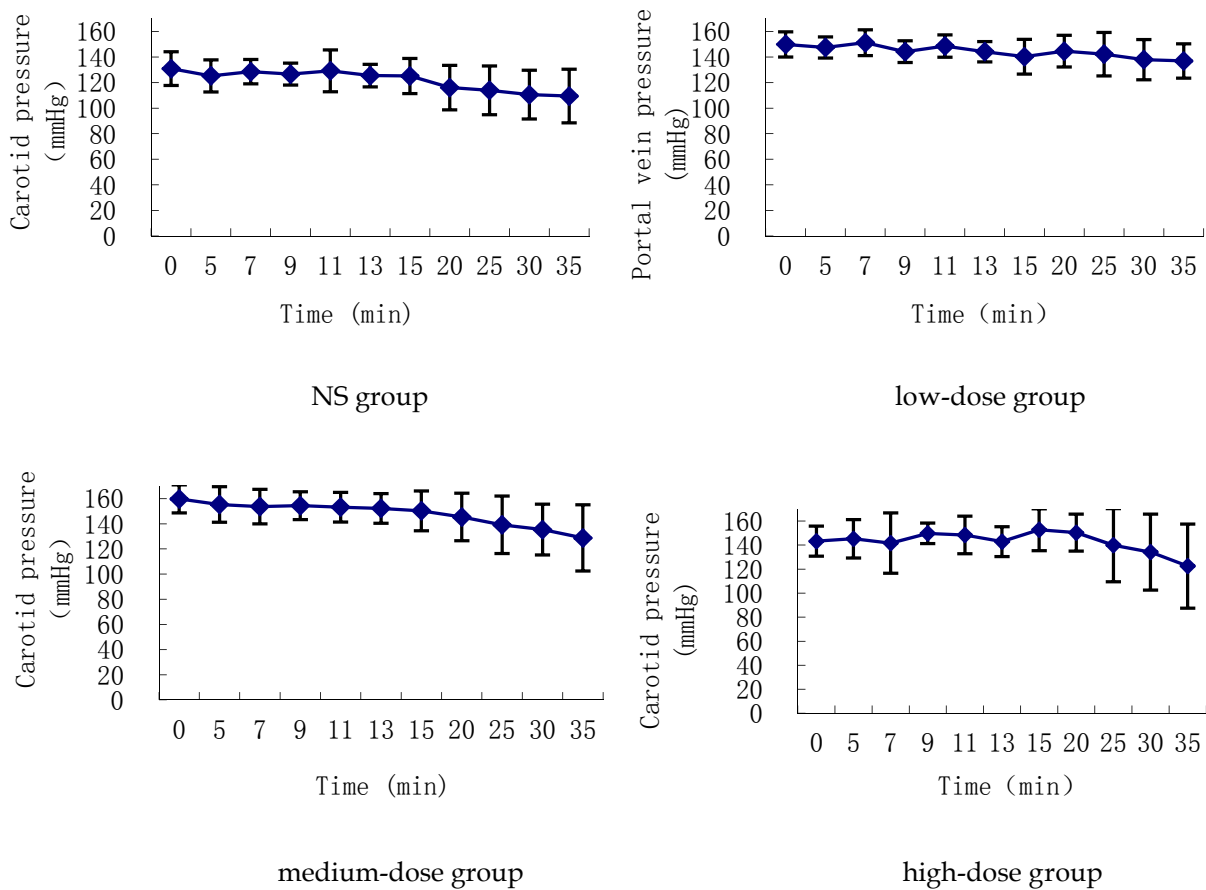 Carotid pressure
(mmHg)
160
140
120
100
80
60
40
20
0
0 5 7 9 11 13 15 20 25 30 35
Time (min)
NS group
Portal vein pressure
(mmHg)
160
140
120
100
80
60
40
20
0
0 5 7 9 11 13 15 20 25 30 35
Time (min)
low-dose group
Carotid pressure
(mmHg)
160
140
120
100
80
60
40
20
0
0 5 7 9 11 13 15 20 25 30 35
Time (min)
medium-dose group
Carotid pressure
(mmHg)
160
140
120
100
80
60
40
20
0
0 5 7 9 11 13 15 20 25 30 35
Time (min)
high-dose group